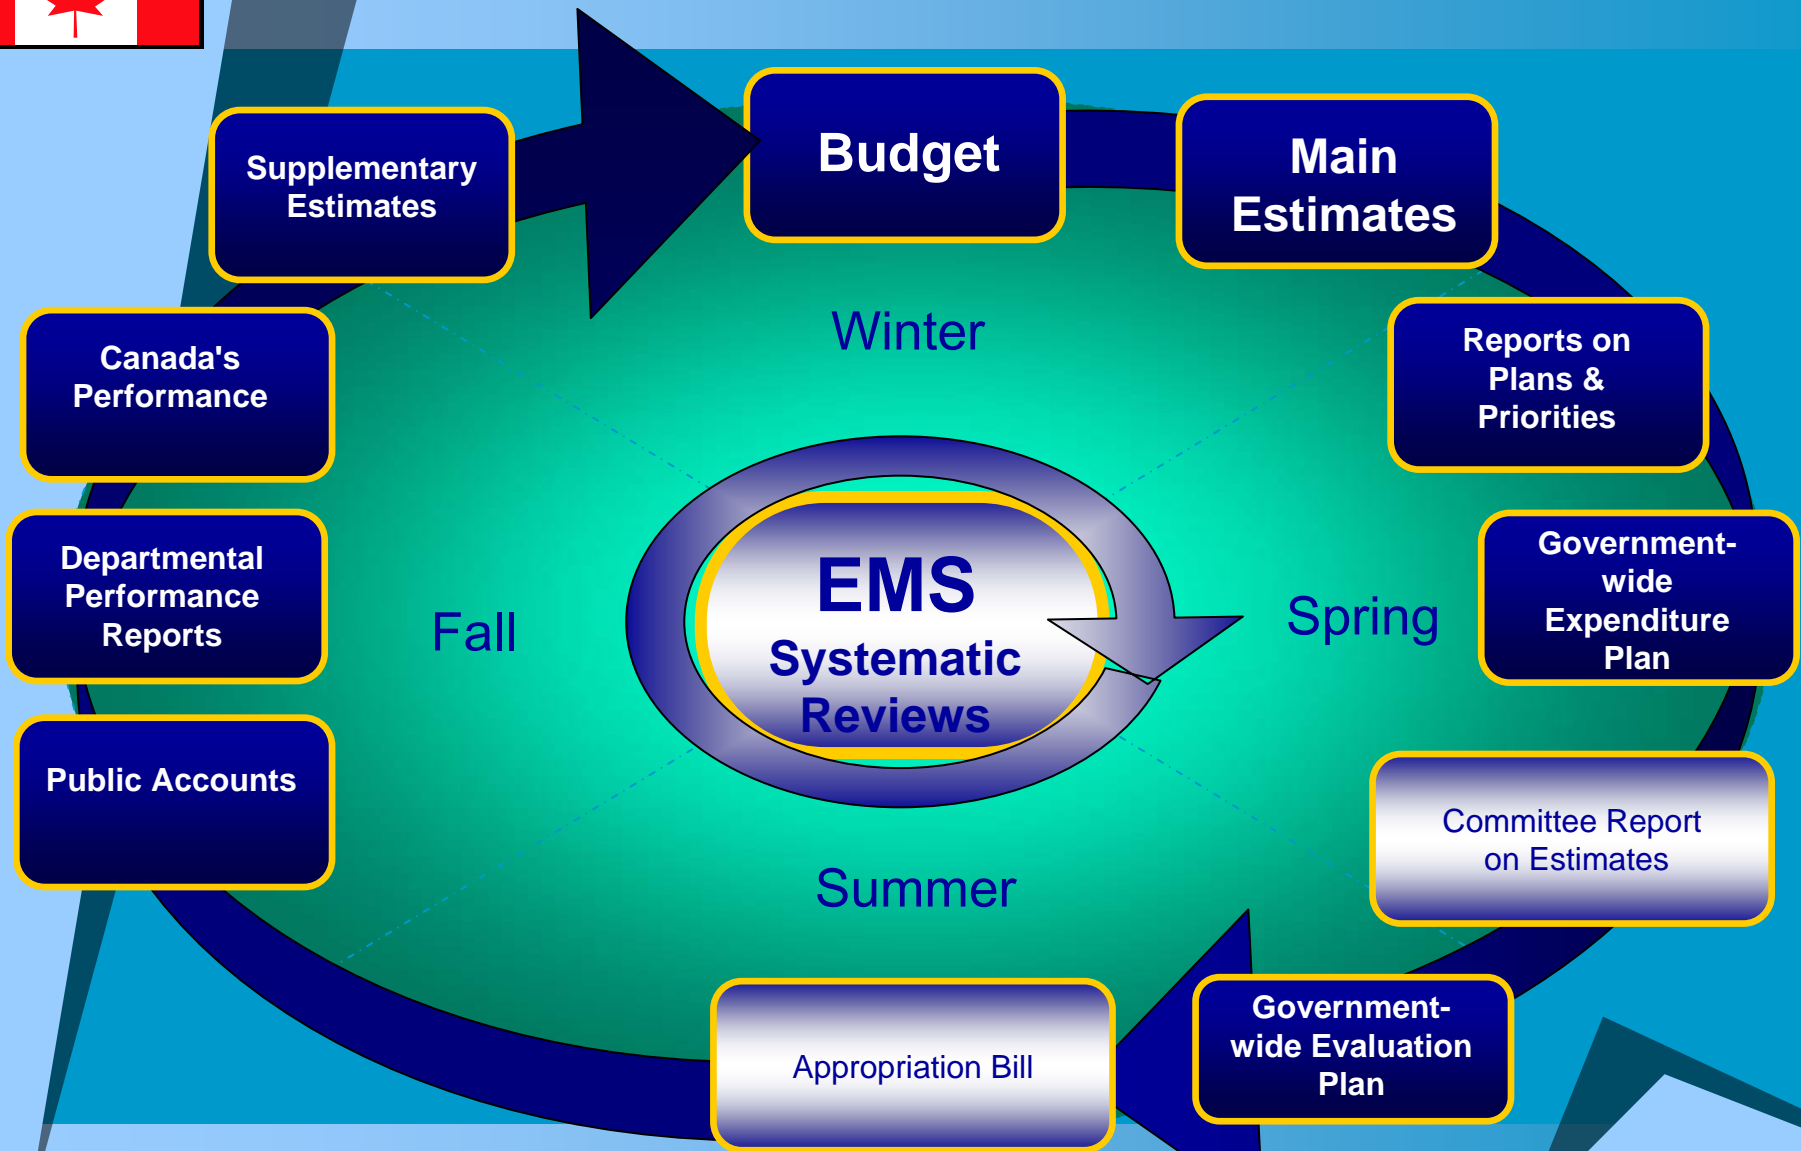 Budget
Main
Estimates
Supplementary
Estimates
Winter
Reports on
Plans &
Priorities
Canada's
Performance
Government-
wide
Expenditure
Plan
Departmental
Performance
Reports
Fall
EMS
Systematic
Reviews
Spring
Public Accounts
Committee Report
on Estimates
Summer
Government-
wide Evaluation
Plan
Appropriation Bill